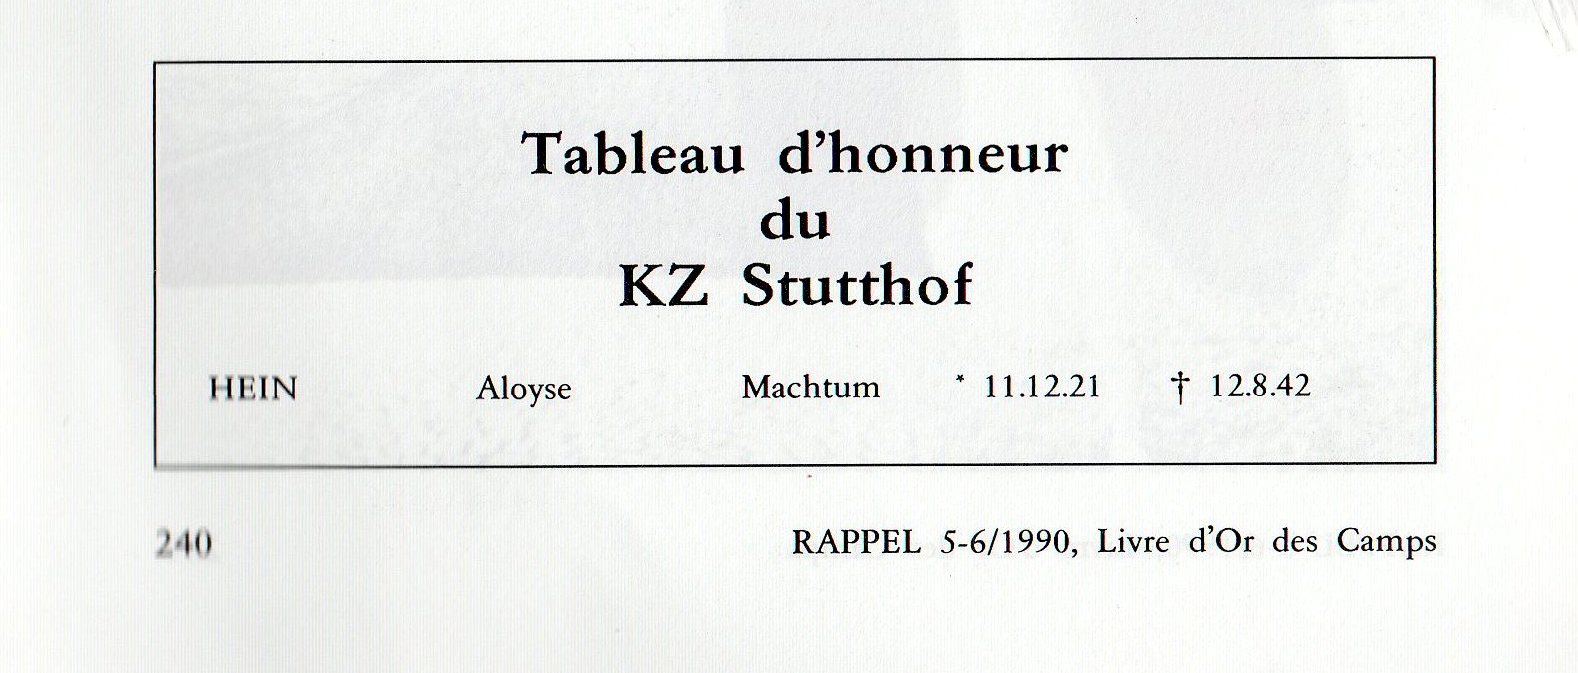 Tableau d'honneur
du
KZ Stutthof
HEIN Aloyse Machtum * 11.12.21 † 12.8.42
240 RAPPEL 5-6/1990, Livre d'Or des Camps